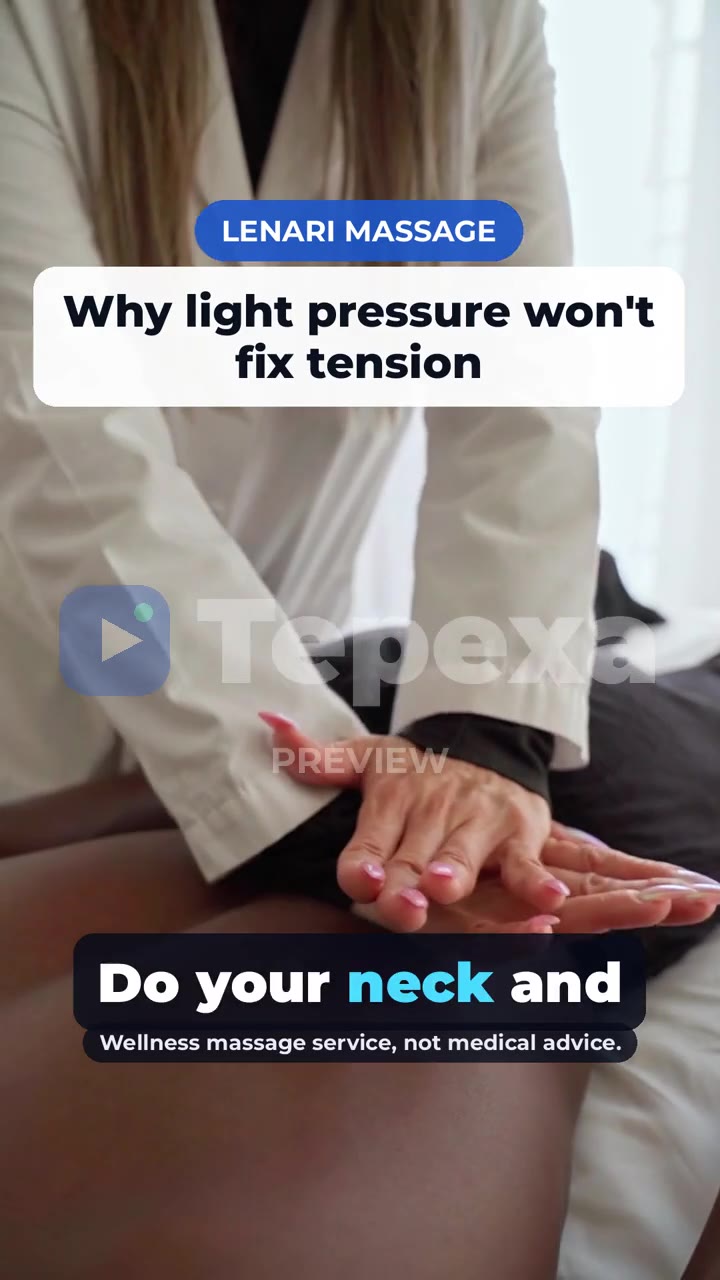 LENARI MASSAGE
Why light pressure won't
fix tension
Tepexa
PREVIEW
Do your neck and
Wellness massage service, not medical advice.